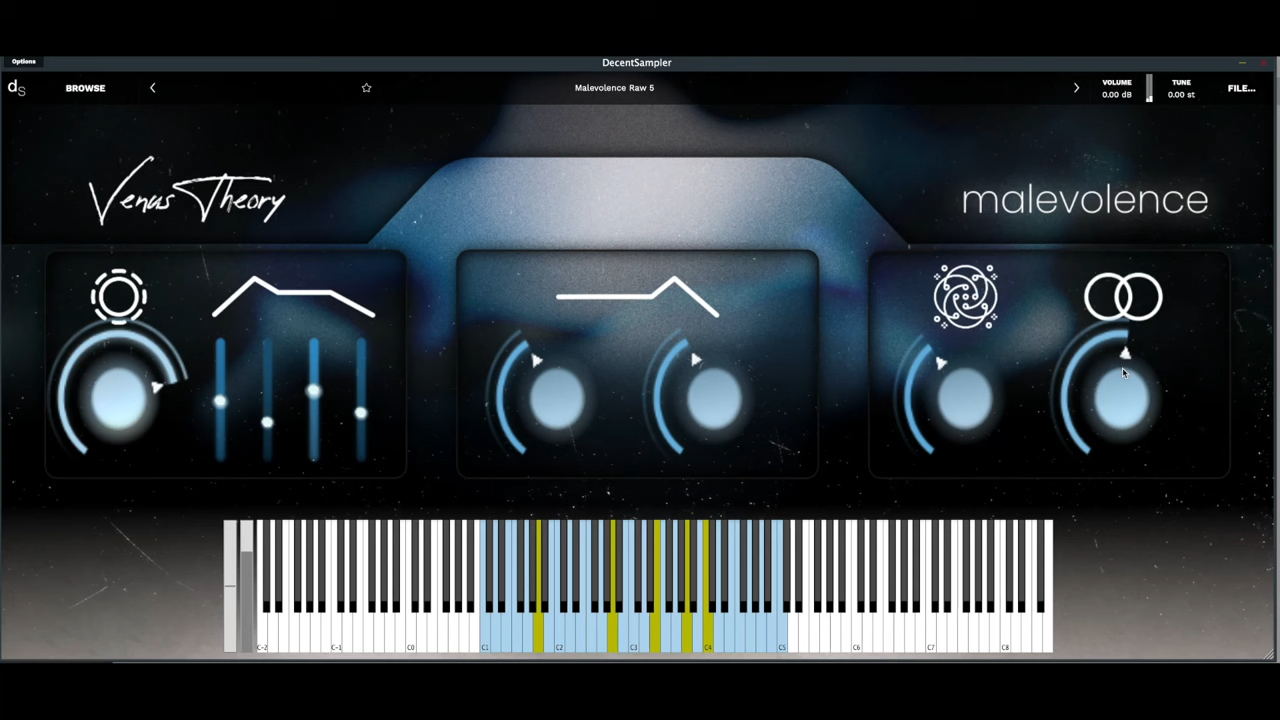 Options
DecentSampler
ds
BROWSE
Malevolence Raw 5
VOLUME
0.00 dB
TUNE
0.00 st
FILE...
Venus Theory
malevolence
C-2
C-1
C0
C1
C2
C3
C4
C5
C6
C7
C8